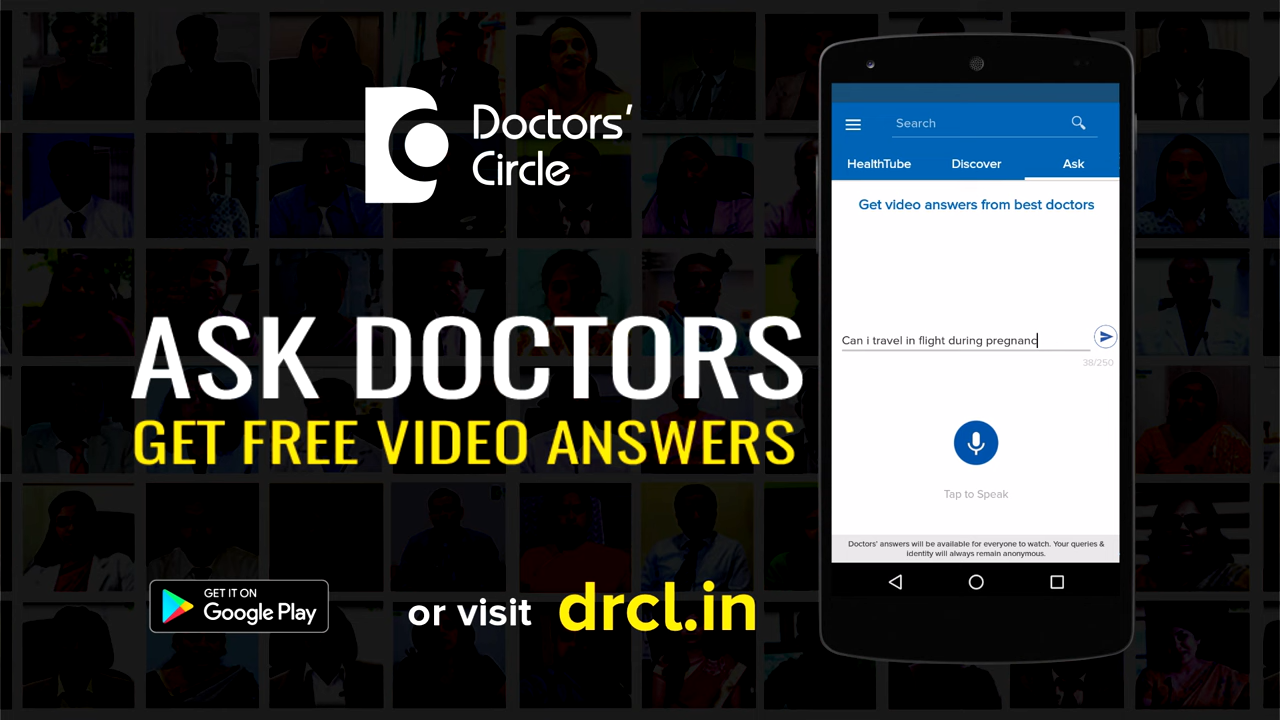 Doctors'
Circle
ASK DOCTORS
GET FREE VIDEO ANSWERS
GET IT ON
Google Play
or visit drcl.in
Search
HealthTube Discover Ask
Get video answers from best doctors
Can i travel in flight during pregnanc
38/250
Tap to Speak
Doctors' answers will be available for everyone to watch. Your queries &
identity will always remain anonymous.